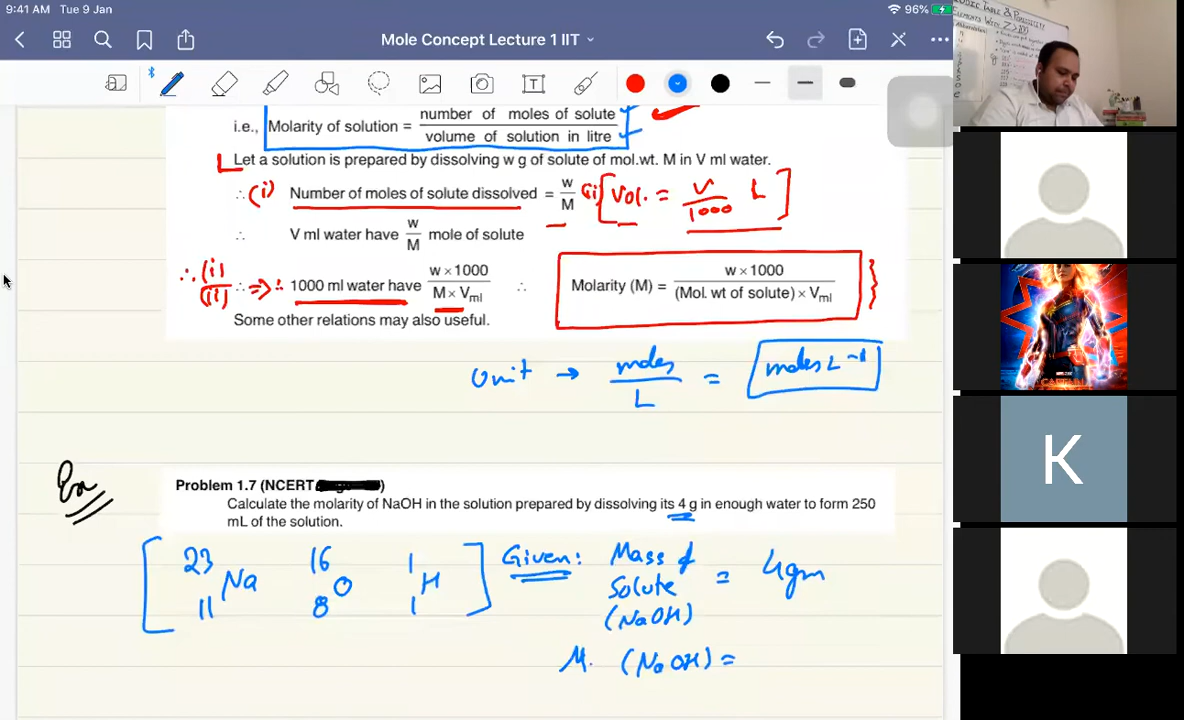 9:41 AM Tue 9 Jan
96%
Mole Concept Lecture 1 IIT
i.e., Molarity of solution = number of moles of solute / volume of solution in litre
Let a solution is prepared by dissolving w g of solute of mol.wt. M in V ml water.
∴ (i) Number of moles of solute dissolved = w/M (ii) [Vol. = V/1000 L]
∴ V ml water have w/M mole of solute
∴ (i)/(ii) ⇒ ∴ 1000 ml water have w×1000 / M×Vml ∴ Molarity (M) = w×1000 / (Mol. wt of solute)×Vml
Some other relations may also useful.
Unit → moles/L = moles L⁻¹
Ex
Problem 1.7 (NCERT )
Calculate the molarity of NaOH in the solution prepared by dissolving its 4 g in enough water to form 250
mL of the solution.
[ 23 11 Na 16 8 O 1 1 H ]
Given: Mass of
Solute = 4gm
(NaOH)
M. (NaOH) =
K